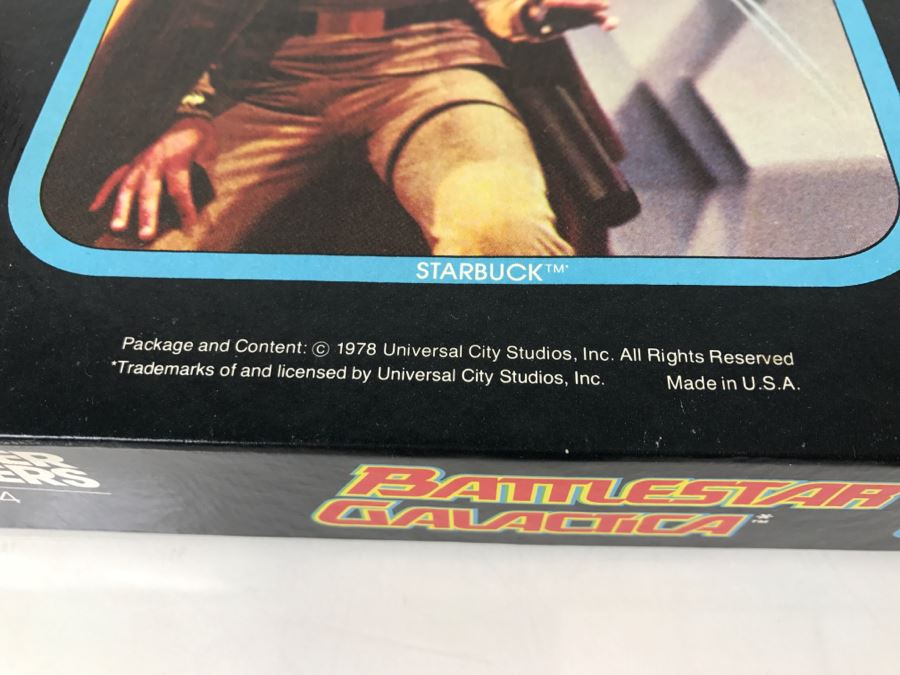 STARBUCK™*
Package and Content: © 1978 Universal City Studios, Inc. All Rights Reserved
*Trademarks of and licensed by Universal City Studios, Inc. Made in U.S.A.
BATTLESTAR
GALACTICA™*